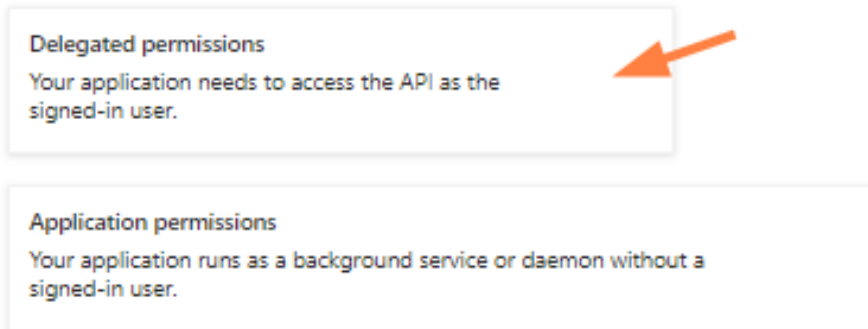 Delegated permissions
Your application needs to access the API as the
signed-in user.
Application permissions
Your application runs as a background service or daemon without a
signed-in user.